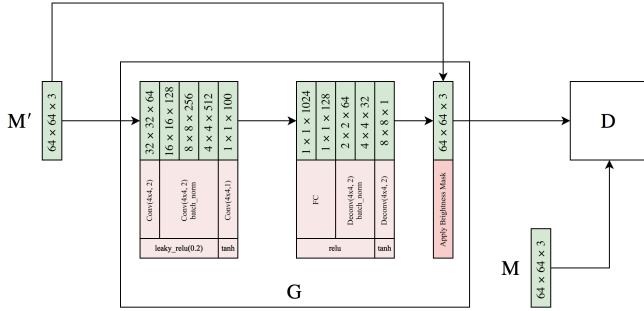 M′
64 × 64 × 3
32 × 32 × 64
16 × 16 × 128
8 × 8 × 256
4 × 4 × 512
1 × 1 × 100
Conv(4x4, 2)
Conv(4x4, 2)
batch_norm
Conv(4x4,1)
leaky_relu(0.2)
tanh
1 × 1 × 1024
1 × 1 × 128
2 × 2 × 64
4 × 4 × 32
8 × 8 × 1
FC
Deconv(4x4, 2)
batch_norm
Deconv(4x4, 2)
relu
tanh
64 × 64 × 3
Apply Brightness Mask
G
D
M
64 × 64 × 3